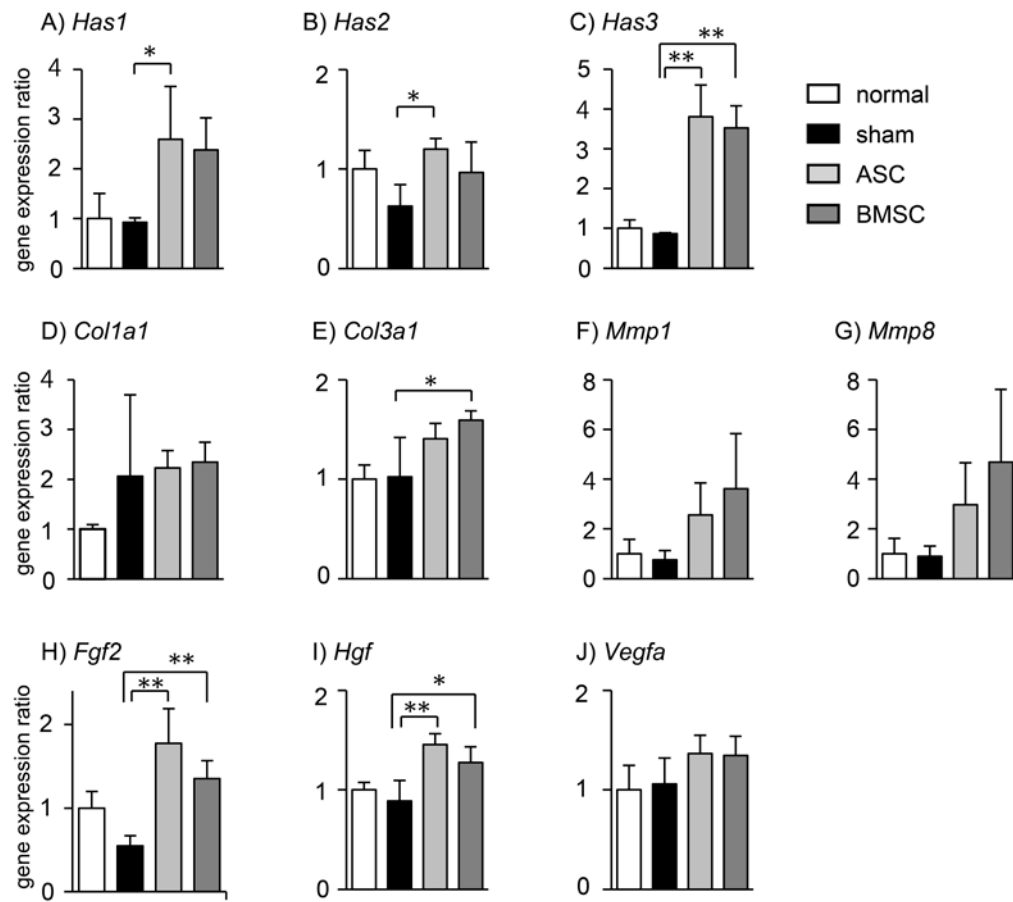 A) Has1
B) Has2
C) Has3
gene expression ratio
4
3
2
1
0
*
2
1
0
*
5
4
3
2
1
0
**
**
normal
sham
ASC
BMSC
D) Col1a1
E) Col3a1
F) Mmp1
G) Mmp8
gene expression ratio
4
3
2
1
0
2
1
0
*
8
6
4
2
0
8
6
4
2
0
H) Fgf2
I) Hgf
J) Vegfa
gene expression ratio
2
1
0
**
**
2
1
0
**
*
2
1
0